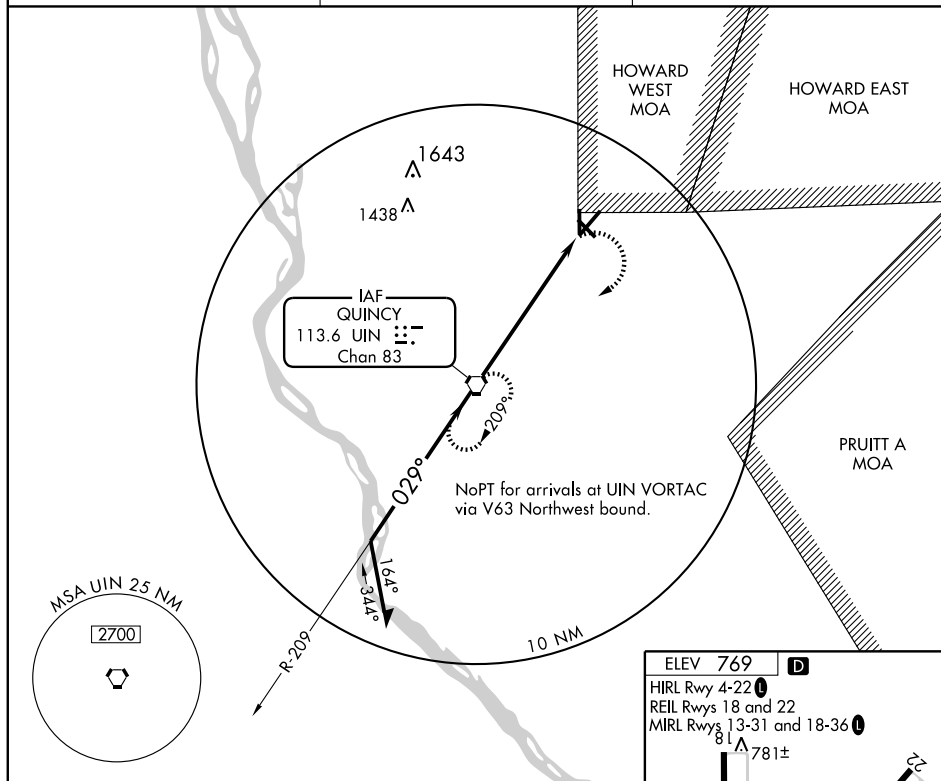 HOWARD
WEST
MOA
HOWARD EAST
MOA
1643
1438
IAF
QUINCY
113.6 UIN
Chan 83
209°
029°
PRUITT A
MOA
NoPT for arrivals at UIN VORTAC
via V63 Northwest bound.
164°
344°
MSA UIN 25 NM
2700
R-209
10 NM
ELEV 769 D
HIRL Rwy 4-22 L
REIL Rwys 18 and 22
MIRL Rwys 13-31 and 18-36 L
18
781±
22